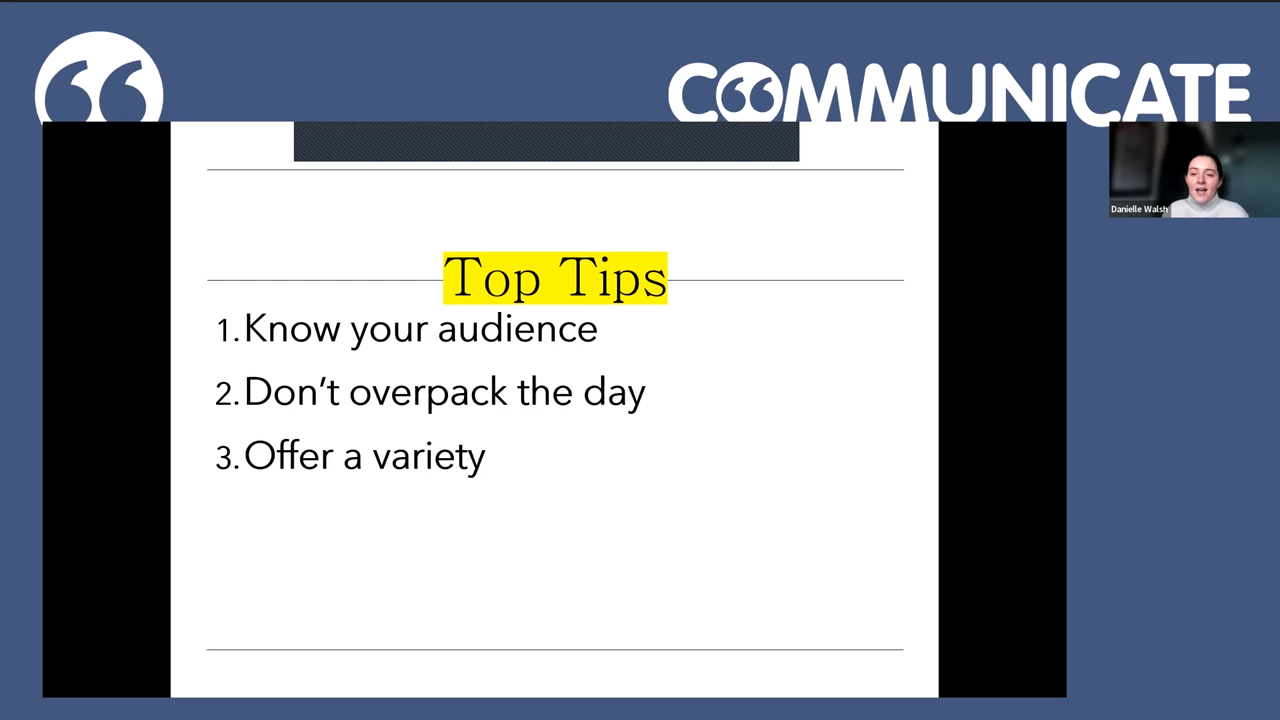 COMMUNICATE
Danielle Walsh
Top Tips
1. Know your audience
2. Don’t overpack the day
3. Offer a variety